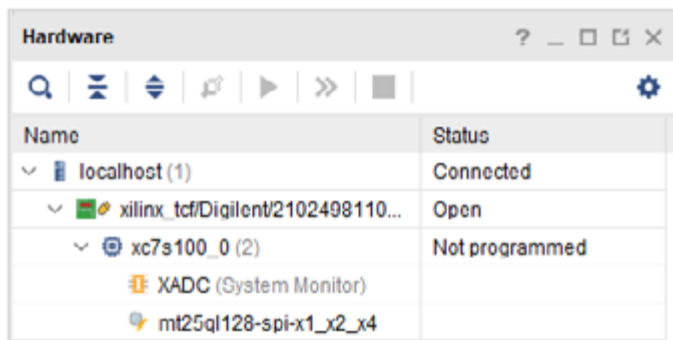 Hardware
Name Status
localhost (1) Connected
xilinx_tcf/Digilent/2102498110... Open
xc7s100_0 (2) Not programmed
XADC (System Monitor)
mt25ql128-spi-x1_x2_x4